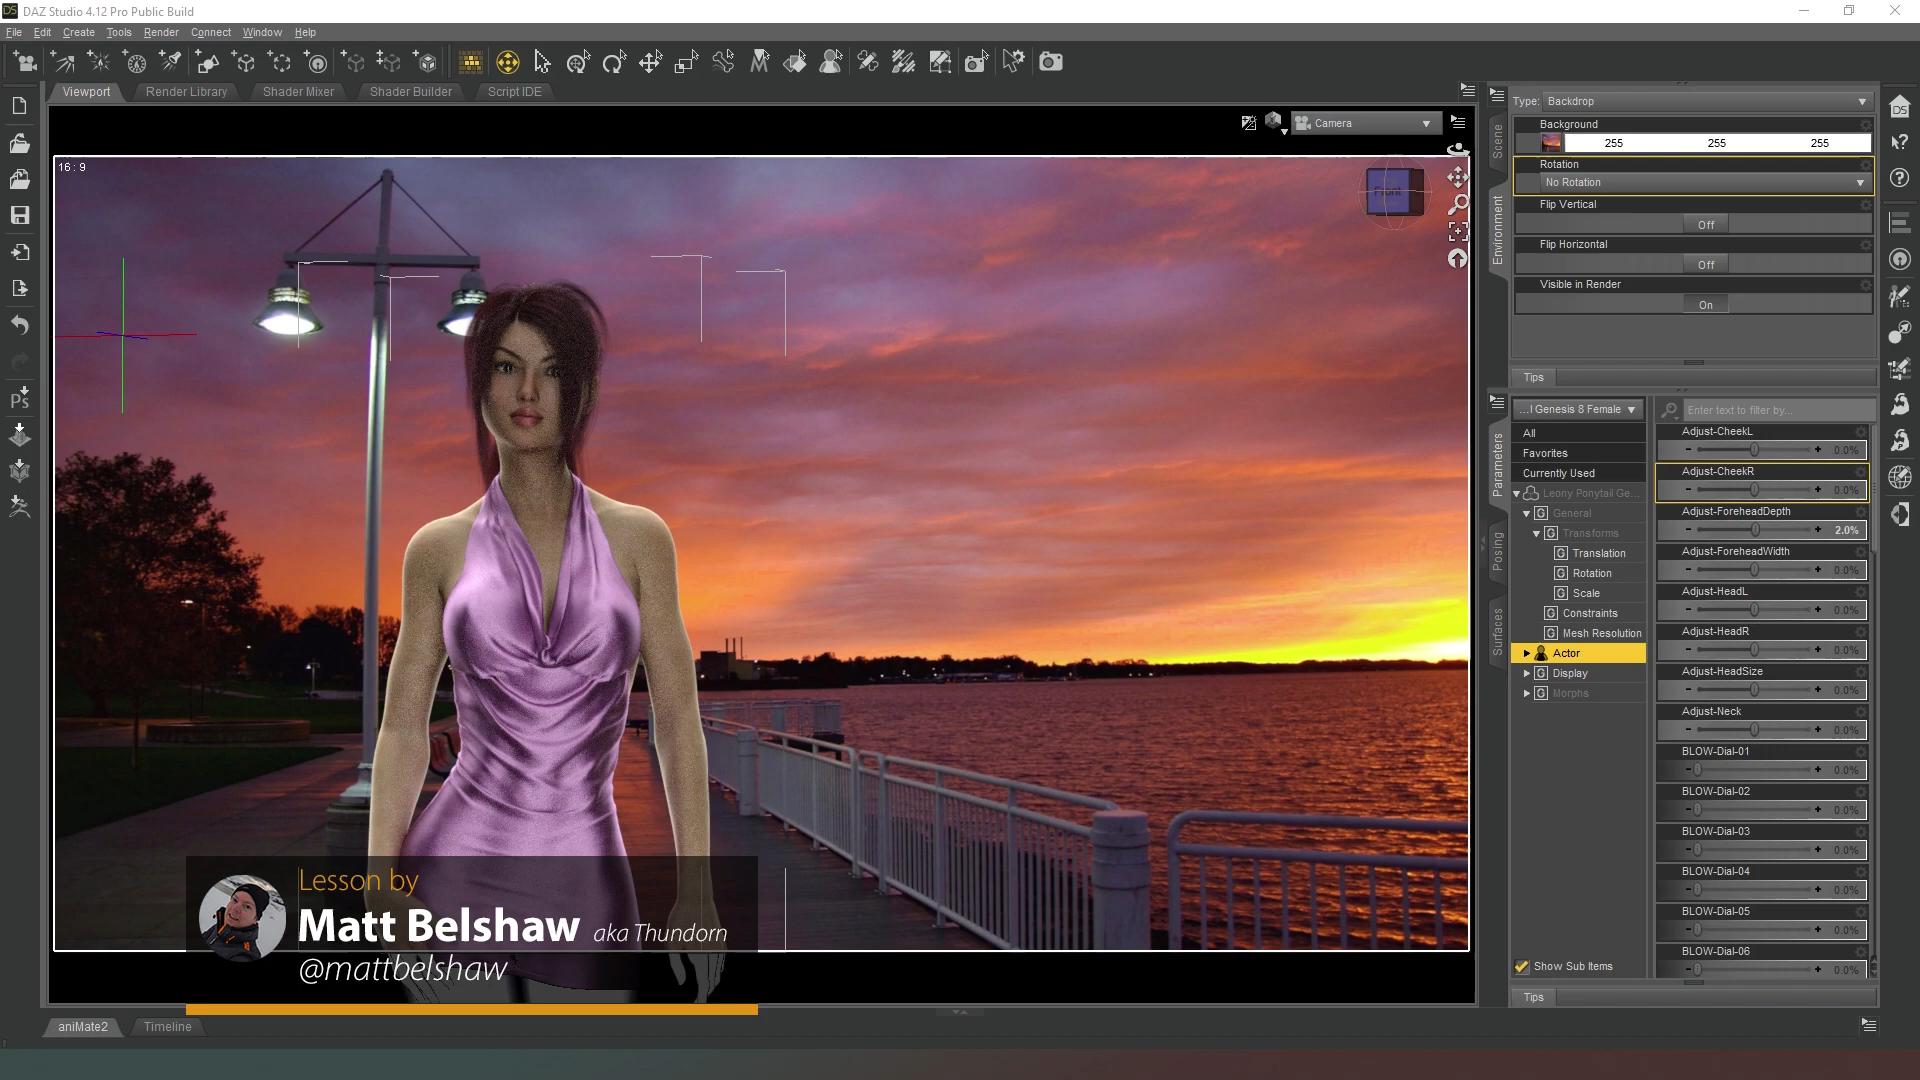 DAZ Studio 4.12 Pro Public Build
File Edit Create Tools Render Connect Window Help
Viewport Render Library Shader Mixer Shader Builder Script IDE
Camera
16 : 9
Front
Type: Backdrop
Background
255 255 255
Rotation
No Rotation
Flip Vertical
Off
Flip Horizontal
Off
Visible in Render
On
Tips
Scene
Environment
Parameters
Posing
Surfaces
...l Genesis 8 Female
Enter text to filter by...
All
Favorites
Currently Used
Leony Ponytail Ge...
General
Transforms
Translation
Rotation
Scale
Constraints
Mesh Resolution
Actor
Display
Morphs
Adjust-CheekL
0.0%
Adjust-CheekR
0.0%
Adjust-ForeheadDepth
2.0%
Adjust-ForeheadWidth
0.0%
Adjust-HeadL
0.0%
Adjust-HeadR
0.0%
Adjust-HeadSize
0.0%
Adjust-Neck
0.0%
BLOW-Dial-01
0.0%
BLOW-Dial-02
0.0%
BLOW-Dial-03
0.0%
BLOW-Dial-04
0.0%
BLOW-Dial-05
0.0%
BLOW-Dial-06
0.0%
Show Sub Items
Tips
Lesson by
Matt Belshaw aka Thundorn
@mattbelshaw
aniMate2 Timeline